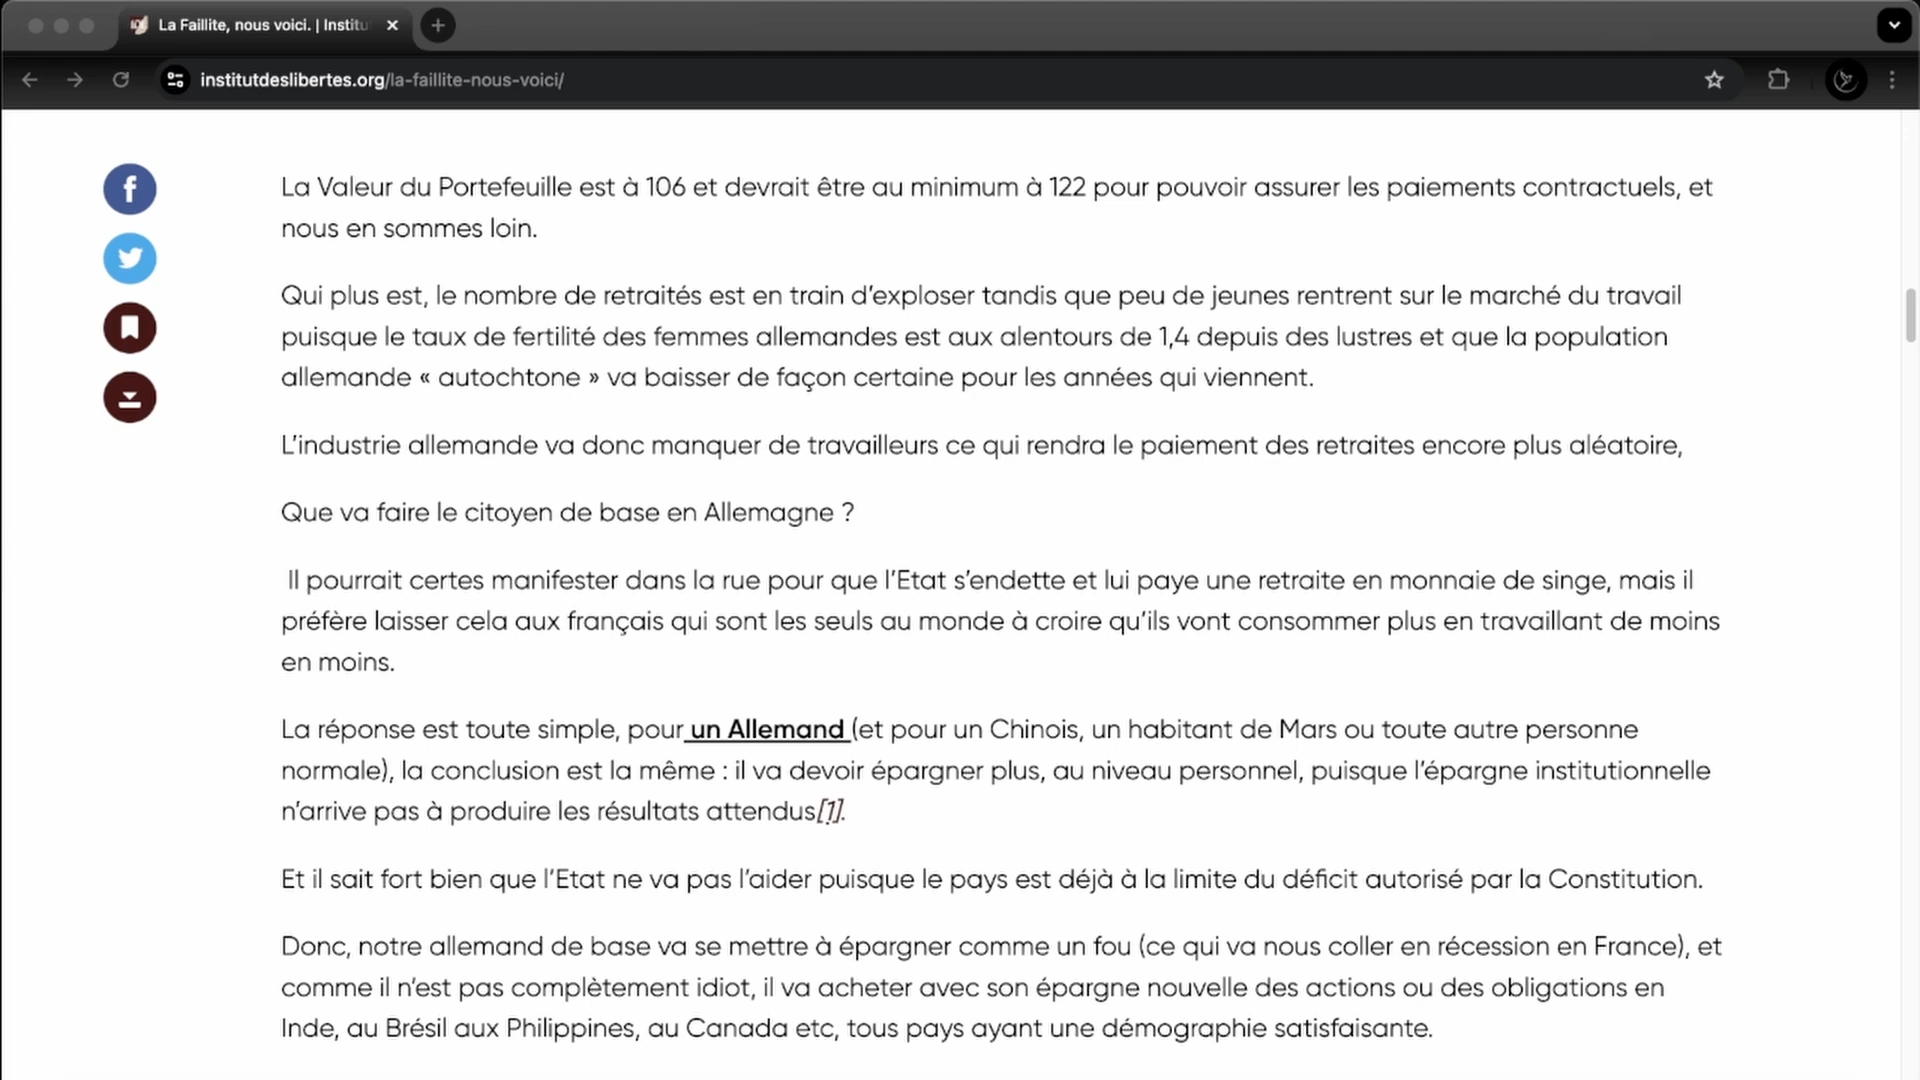 La Faillite, nous voici. | Institu
institutdeslibertes.org/la-faillite-nous-voici/
La Valeur du Portefeuille est à 106 et devrait être au minimum à 122 pour pouvoir assurer les paiements contractuels, et
nous en sommes loin.
Qui plus est, le nombre de retraités est en train d’exploser tandis que peu de jeunes rentrent sur le marché du travail
puisque le taux de fertilité des femmes allemandes est aux alentours de 1,4 depuis des lustres et que la population
allemande « autochtone » va baisser de façon certaine pour les années qui viennent.
L’industrie allemande va donc manquer de travailleurs ce qui rendra le paiement des retraites encore plus aléatoire,
Que va faire le citoyen de base en Allemagne ?
Il pourrait certes manifester dans la rue pour que l’Etat s’endette et lui paye une retraite en monnaie de singe, mais il
préfère laisser cela aux français qui sont les seuls au monde à croire qu’ils vont consommer plus en travaillant de moins
en moins.
La réponse est toute simple, pour un Allemand (et pour un Chinois, un habitant de Mars ou toute autre personne
normale), la conclusion est la même : il va devoir épargner plus, au niveau personnel, puisque l’épargne institutionnelle
n’arrive pas à produire les résultats attendus[1].
Et il sait fort bien que l’Etat ne va pas l’aider puisque le pays est déjà à la limite du déficit autorisé par la Constitution.
Donc, notre allemand de base va se mettre à épargner comme un fou (ce qui va nous coller en récession en France), et
comme il n’est pas complètement idiot, il va acheter avec son épargne nouvelle des actions ou des obligations en
Inde, au Brésil aux Philippines, au Canada etc, tous pays ayant une démographie satisfaisante.